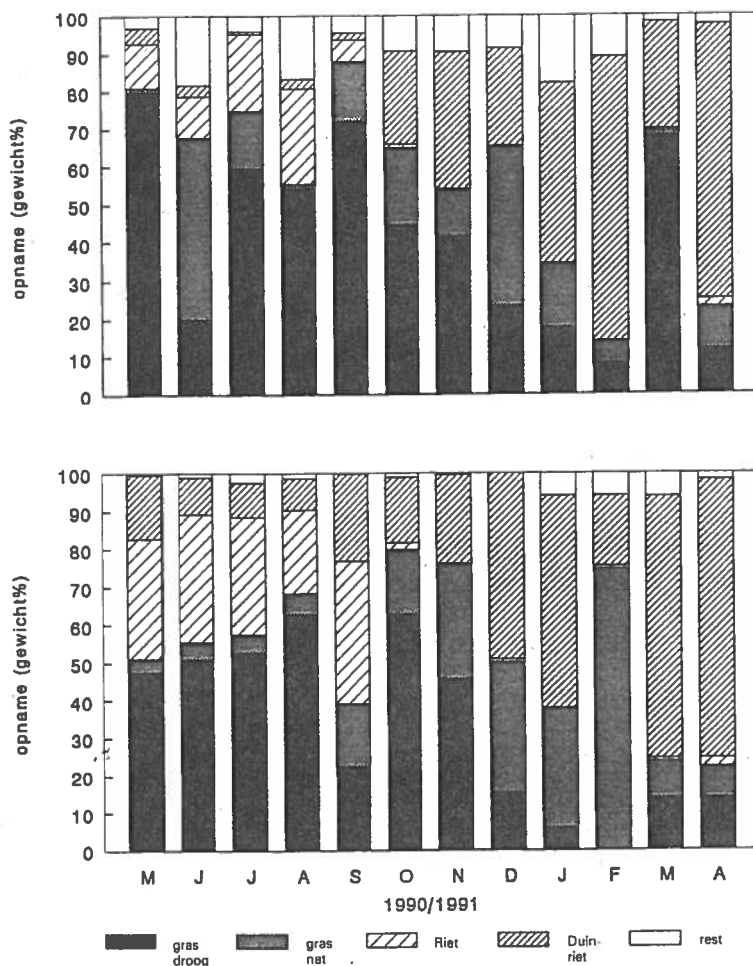 100
90
80
70
60
50
40
30
20
10
0
opname (gewicht%)
100
90
80
70
60
50
40
30
20
10
0
opname (gewicht%)
M J J A S O N D J F M A
1990/1991
gras droog
gras nat
Riet
Duin-
riet
rest